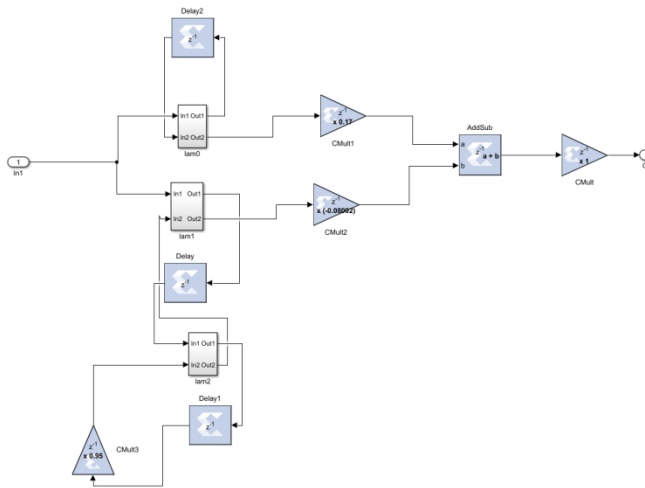 Delay2
z⁻¹
In1 Out1
In2 Out2
lam0
z⁻¹
x 0.17
CMult1
AddSub
a
b
z⁻¹
a + b
z⁻¹
x 1
CMult
1
In1
In1 Out1
In2 Out2
lam1
z⁻¹
x (-0.08002)
CMult2
Delay
z⁻¹
In1 Out1
In2 Out2
lam2
Delay1
z⁻¹
z⁻¹
x 0.95
CMult3